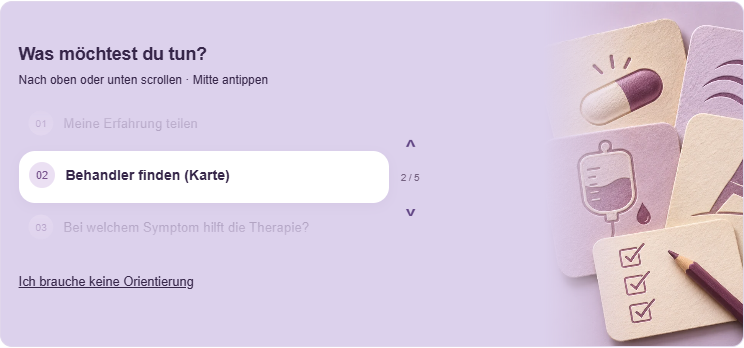 Was möchtest du tun?
Nach oben oder unten scrollen · Mitte antippen
01 Meine Erfahrung teilen
02 Behandler finden (Karte)
2 / 5
03 Bei welchem Symptom hilft die Therapie?
Ich brauche keine Orientierung